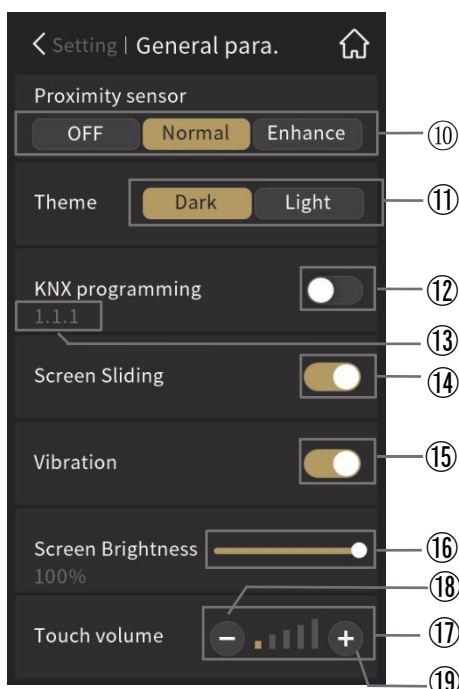 Setting | General para.
Proximity sensor
OFF Normal Enhance ⑩
Theme Dark Light ⑪
KNX programming ⑫
1.1.1
⑬
Screen Sliding ⑭
Vibration ⑮
Screen Brightness ⑯
100%
⑱
Touch volume − + ⑰
⑲